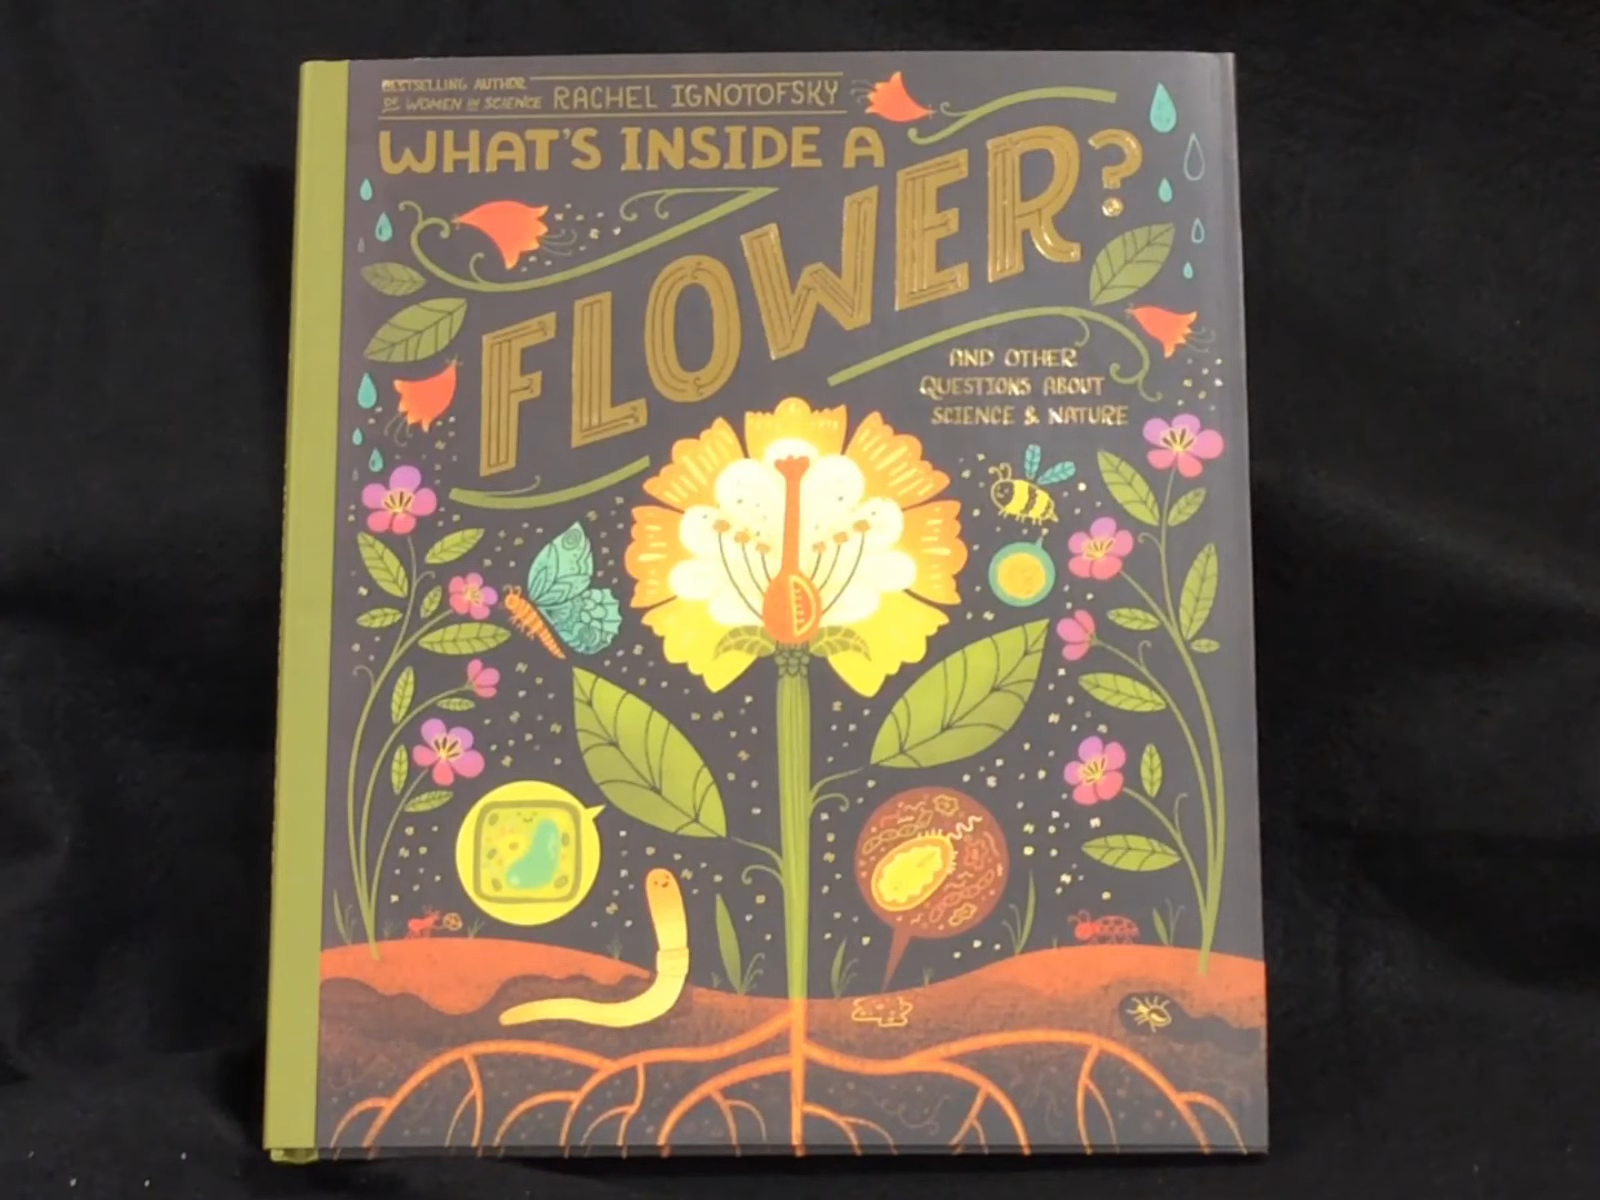 BESTSELLING AUTHOR
OF WOMEN IN SCIENCE RACHEL IGNOTOFSKY
WHAT'S INSIDE A
FLOWER?
AND OTHER
QUESTIONS ABOUT
SCIENCE & NATURE